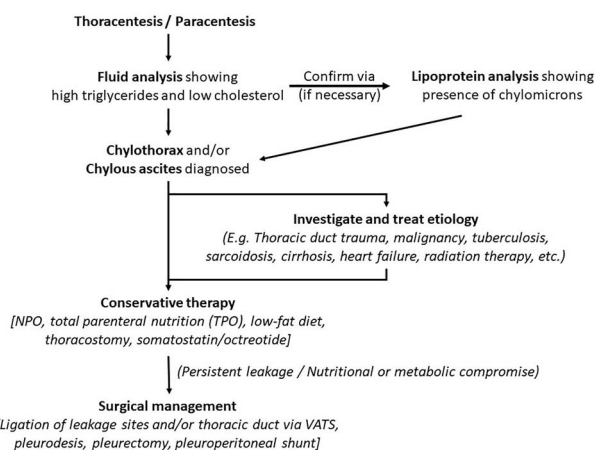 Thoracentesis / Paracentesis
Fluid analysis showing
high triglycerides and low cholesterol
Confirm via
(if necessary)
Lipoprotein analysis showing
presence of chylomicrons
Chylothorax and/or
Chylous ascites diagnosed
Investigate and treat etiology
(E.g. Thoracic duct trauma, malignancy, tuberculosis,
sarcoidosis, cirrhosis, heart failure, radiation therapy, etc.)
Conservative therapy
[NPO, total parenteral nutrition (TPO), low-fat diet,
thoracostomy, somatostatin/octreotide]
(Persistent leakage / Nutritional or metabolic compromise)
Surgical management
Ligation of leakage sites and/or thoracic duct via VATS,
pleurodesis, pleurectomy, pleuroperitoneal shunt]